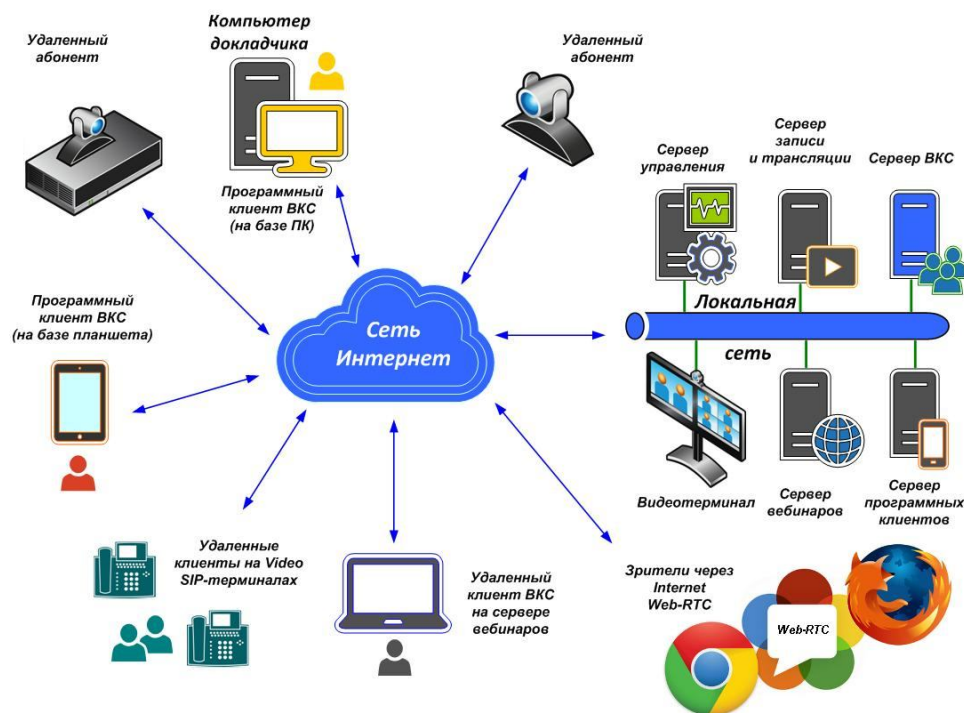 Удаленный
абонент
Компьютер
докладчика
Удаленный
абонент
Программный
клиент ВКС
(на базе ПК)
Сервер
управления
Сервер
записи
и трансляции
Сервер ВКС
Программный
клиент ВКС
(на базе планшета)
Сеть
Интернет
Локальная
сеть
Видеотерминал
Сервер
вебинаров
Сервер
программных
клиентов
Удаленные
клиенты на Video
SIP-терминалах
Удаленный
клиент ВКС
на сервере
вебинаров
Зрители через
Internet
Web-RTC
Web-RTC